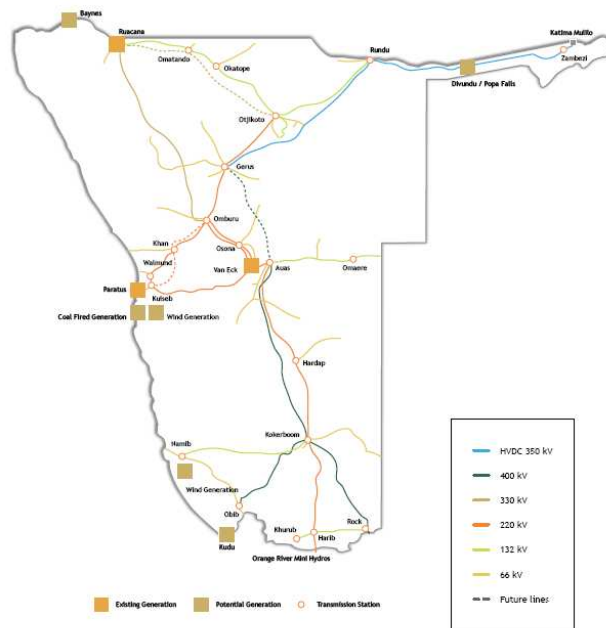 Baynes
Ruacana
Omatando
Okatope
Rundu
Katima Mulilo
Zambezi
Divundu / Popa Falls
Otjikoto
Gerus
Omburu
Khan
Osona
Walmund
Van Eck
Auas
Omaere
Paratus
Kuiseb
Coal Fired Generation
Wind Generation
Hardap
Kokerboom
Namib
Wind Generation
Obib
Khurub
Harib
Rock
Kudu
Orange River Mini Hydros
HVDC 350 kV
400 kV
330 kV
220 kV
132 kV
66 kV
Future lines
Existing Generation
Potential Generation
Transmission Station